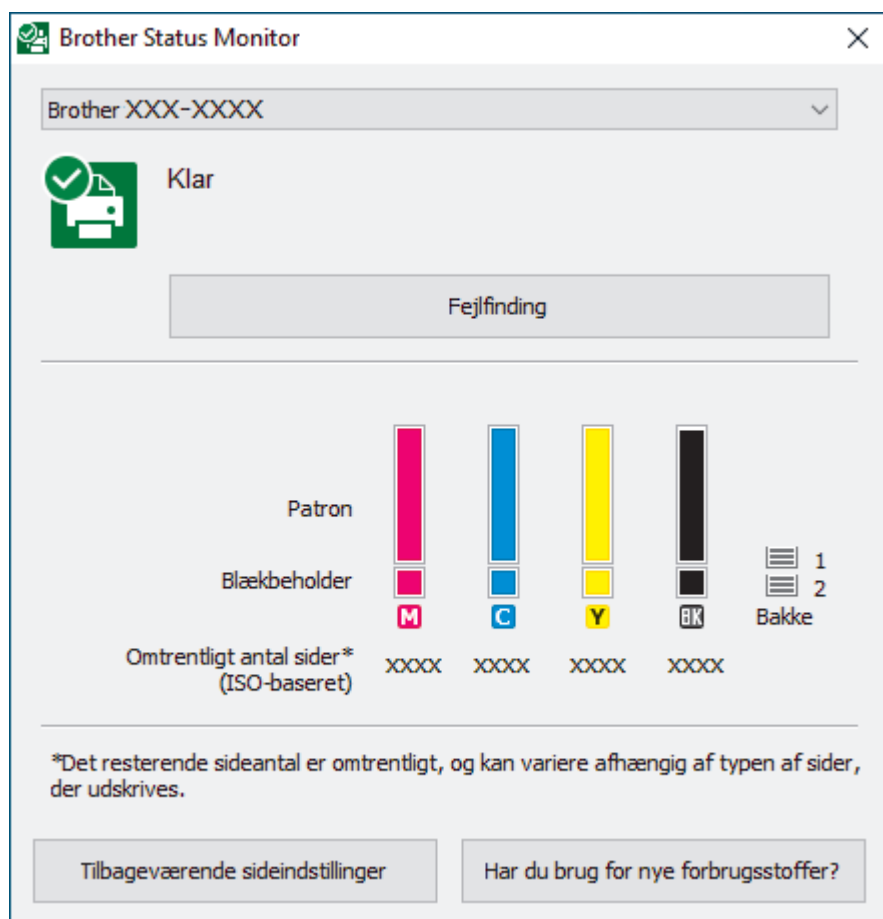 Brother Status Monitor
Brother XXX-XXXX
Klar
Fejlfinding
Patron
Blækbeholder
1
2
M C Y BK Bakke
Omtrentligt antal sider*
(ISO-baseret)
XXXX XXXX XXXX XXXX
*Det resterende sideantal er omtrentligt, og kan variere afhængig af typen af sider,
der udskrives.
Tilbageværende sideindstillinger
Har du brug for nye forbrugsstoffer?